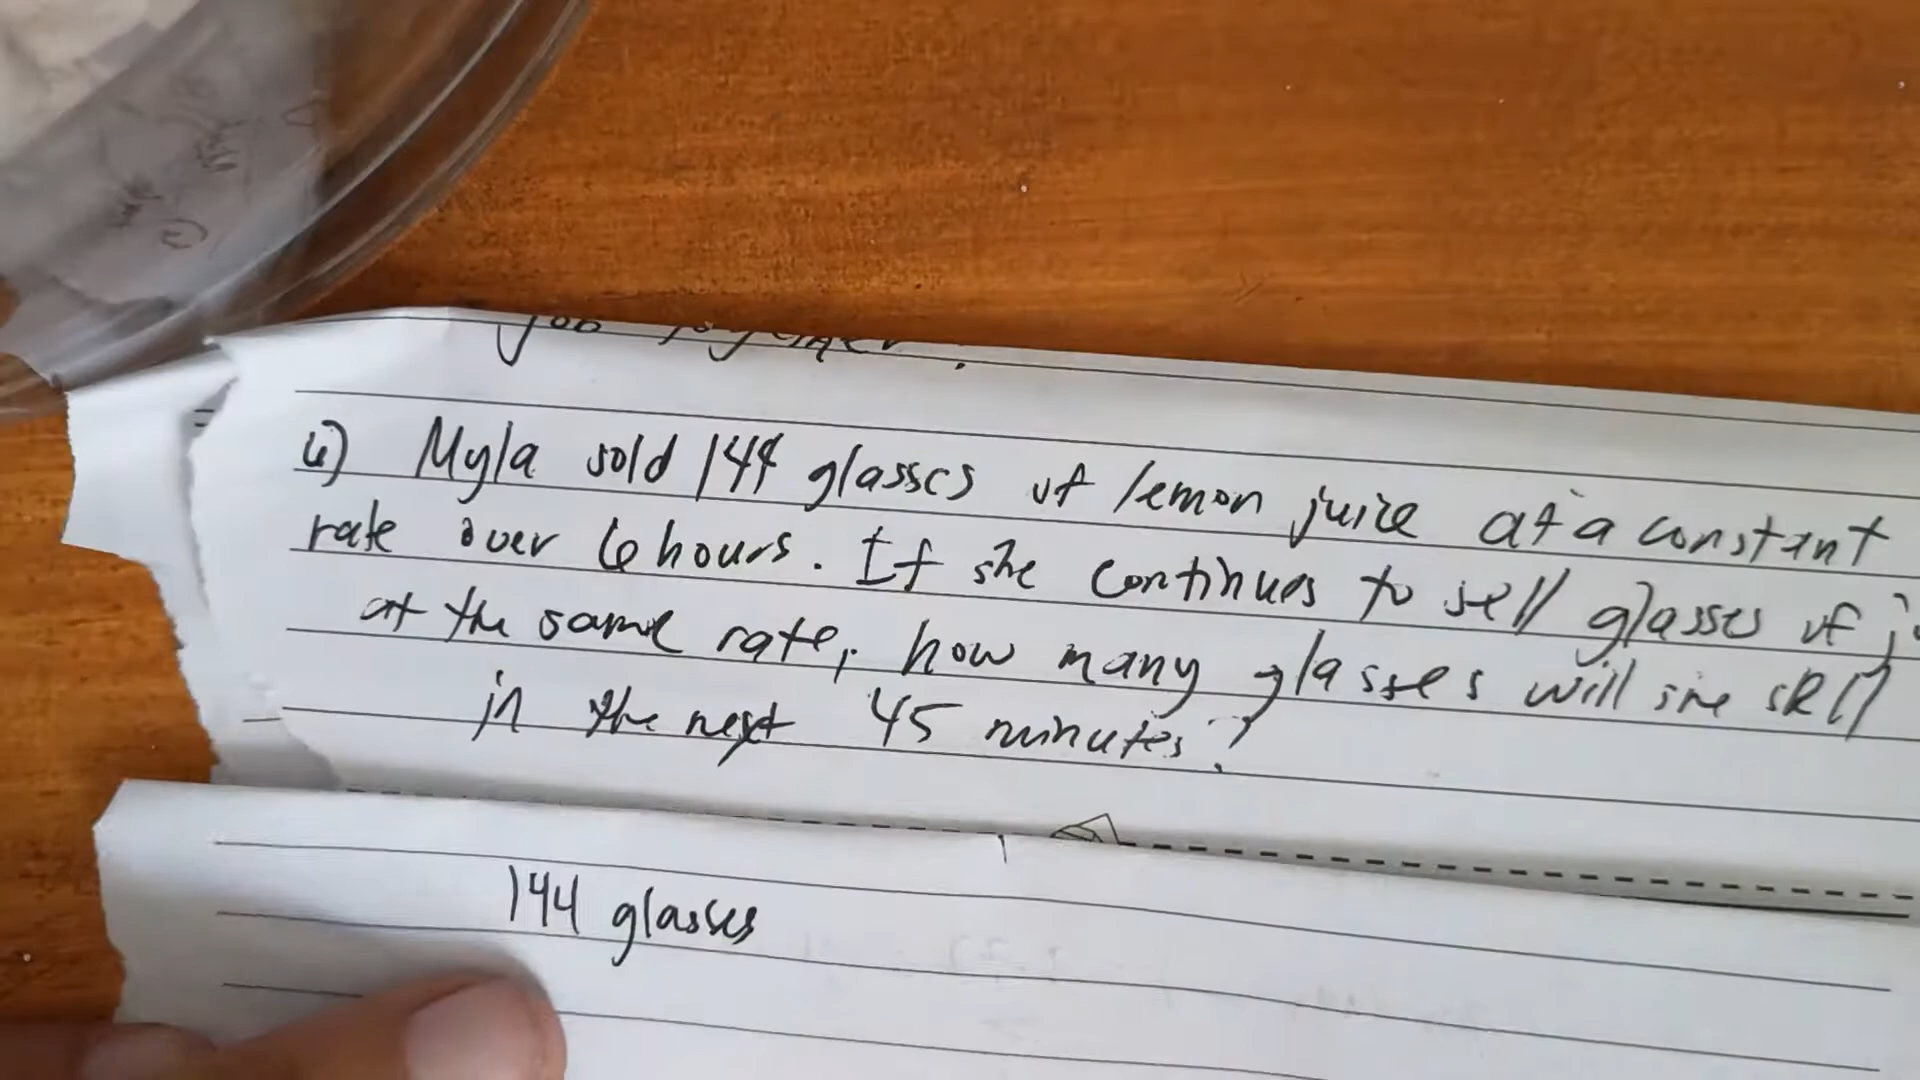 job together.
6) Myla sold 144 glasses of lemon juice at a constant
rate over 6 hours. If she continues to sell glasses of
at the same rate, how many glasses will she sell
in the next 45 minutes?
144 glasses